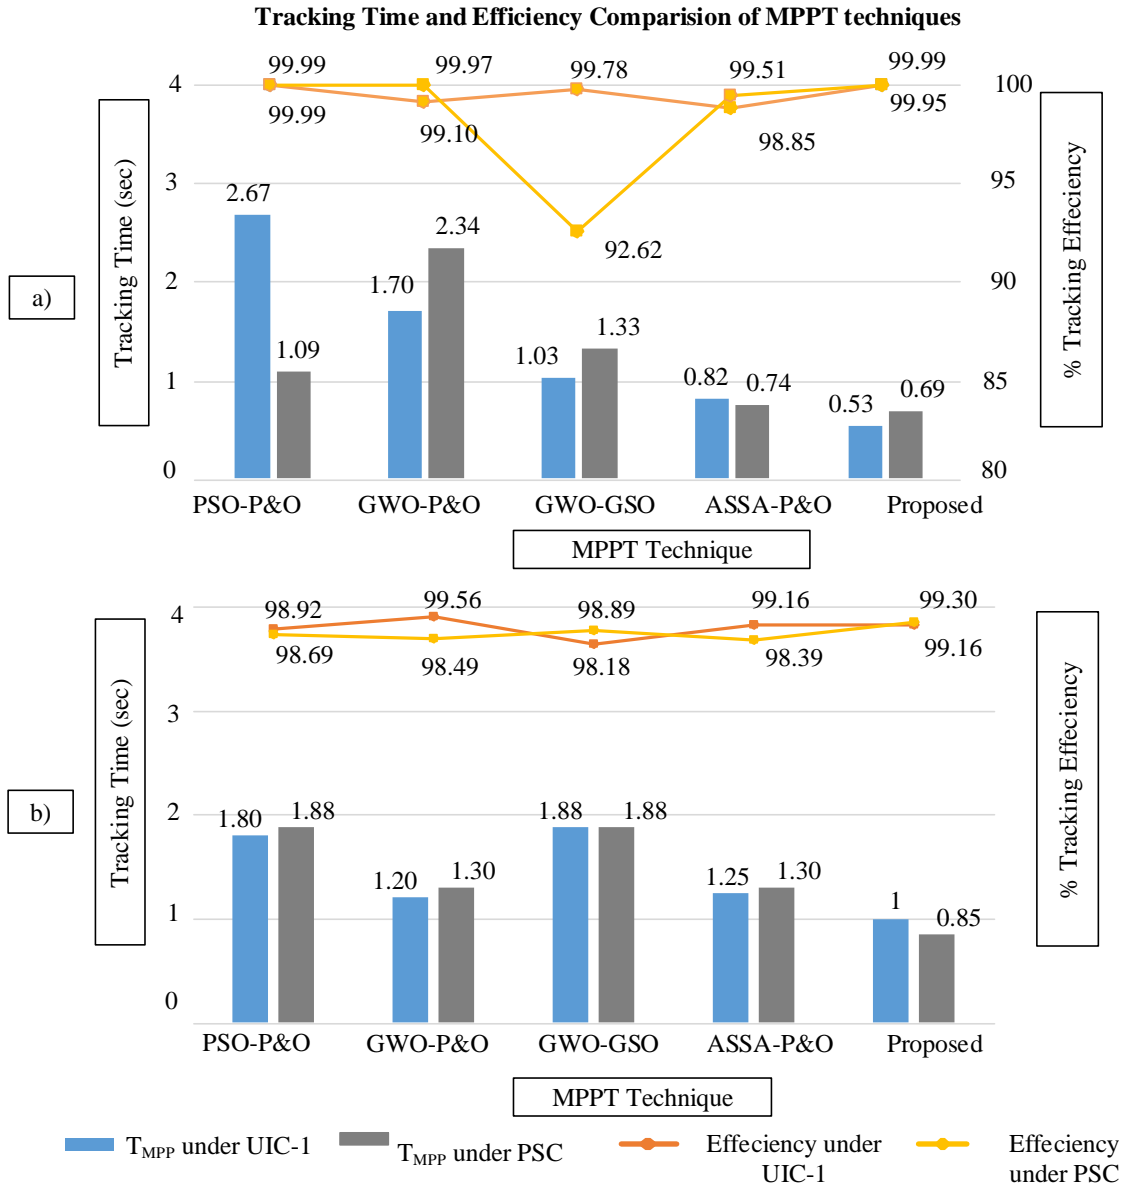 Tracking Time and Efficiency Comparision of MPPT techniques
99.99 99.97 99.78 99.51 99.99
4 100
99.99 99.10 98.85 99.95
3 95
2.67 2.34 92.62
a)
Tracking Time (sec)
% Tracking Effeciency
2 90
1.70
1.09 1.03 1.33 0.82 0.74 0.53 0.69
1 85
0 80
PSO-P&O GWO-P&O GWO-GSO ASSA-P&O Proposed
MPPT Technique
98.92 99.56 98.89 99.16 99.30
4
98.69 98.49 98.18 98.39 99.16
3
b)
Tracking Time (sec)
% Tracking Effeciency
2
1.80 1.88 1.20 1.30 1.88 1.88 1.25 1.30 1 0.85
1
0
PSO-P&O GWO-P&O GWO-GSO ASSA-P&O Proposed
MPPT Technique
TMPP under UIC-1
TMPP under PSC
Effeciency under
UIC-1
Effeciency
under PSC